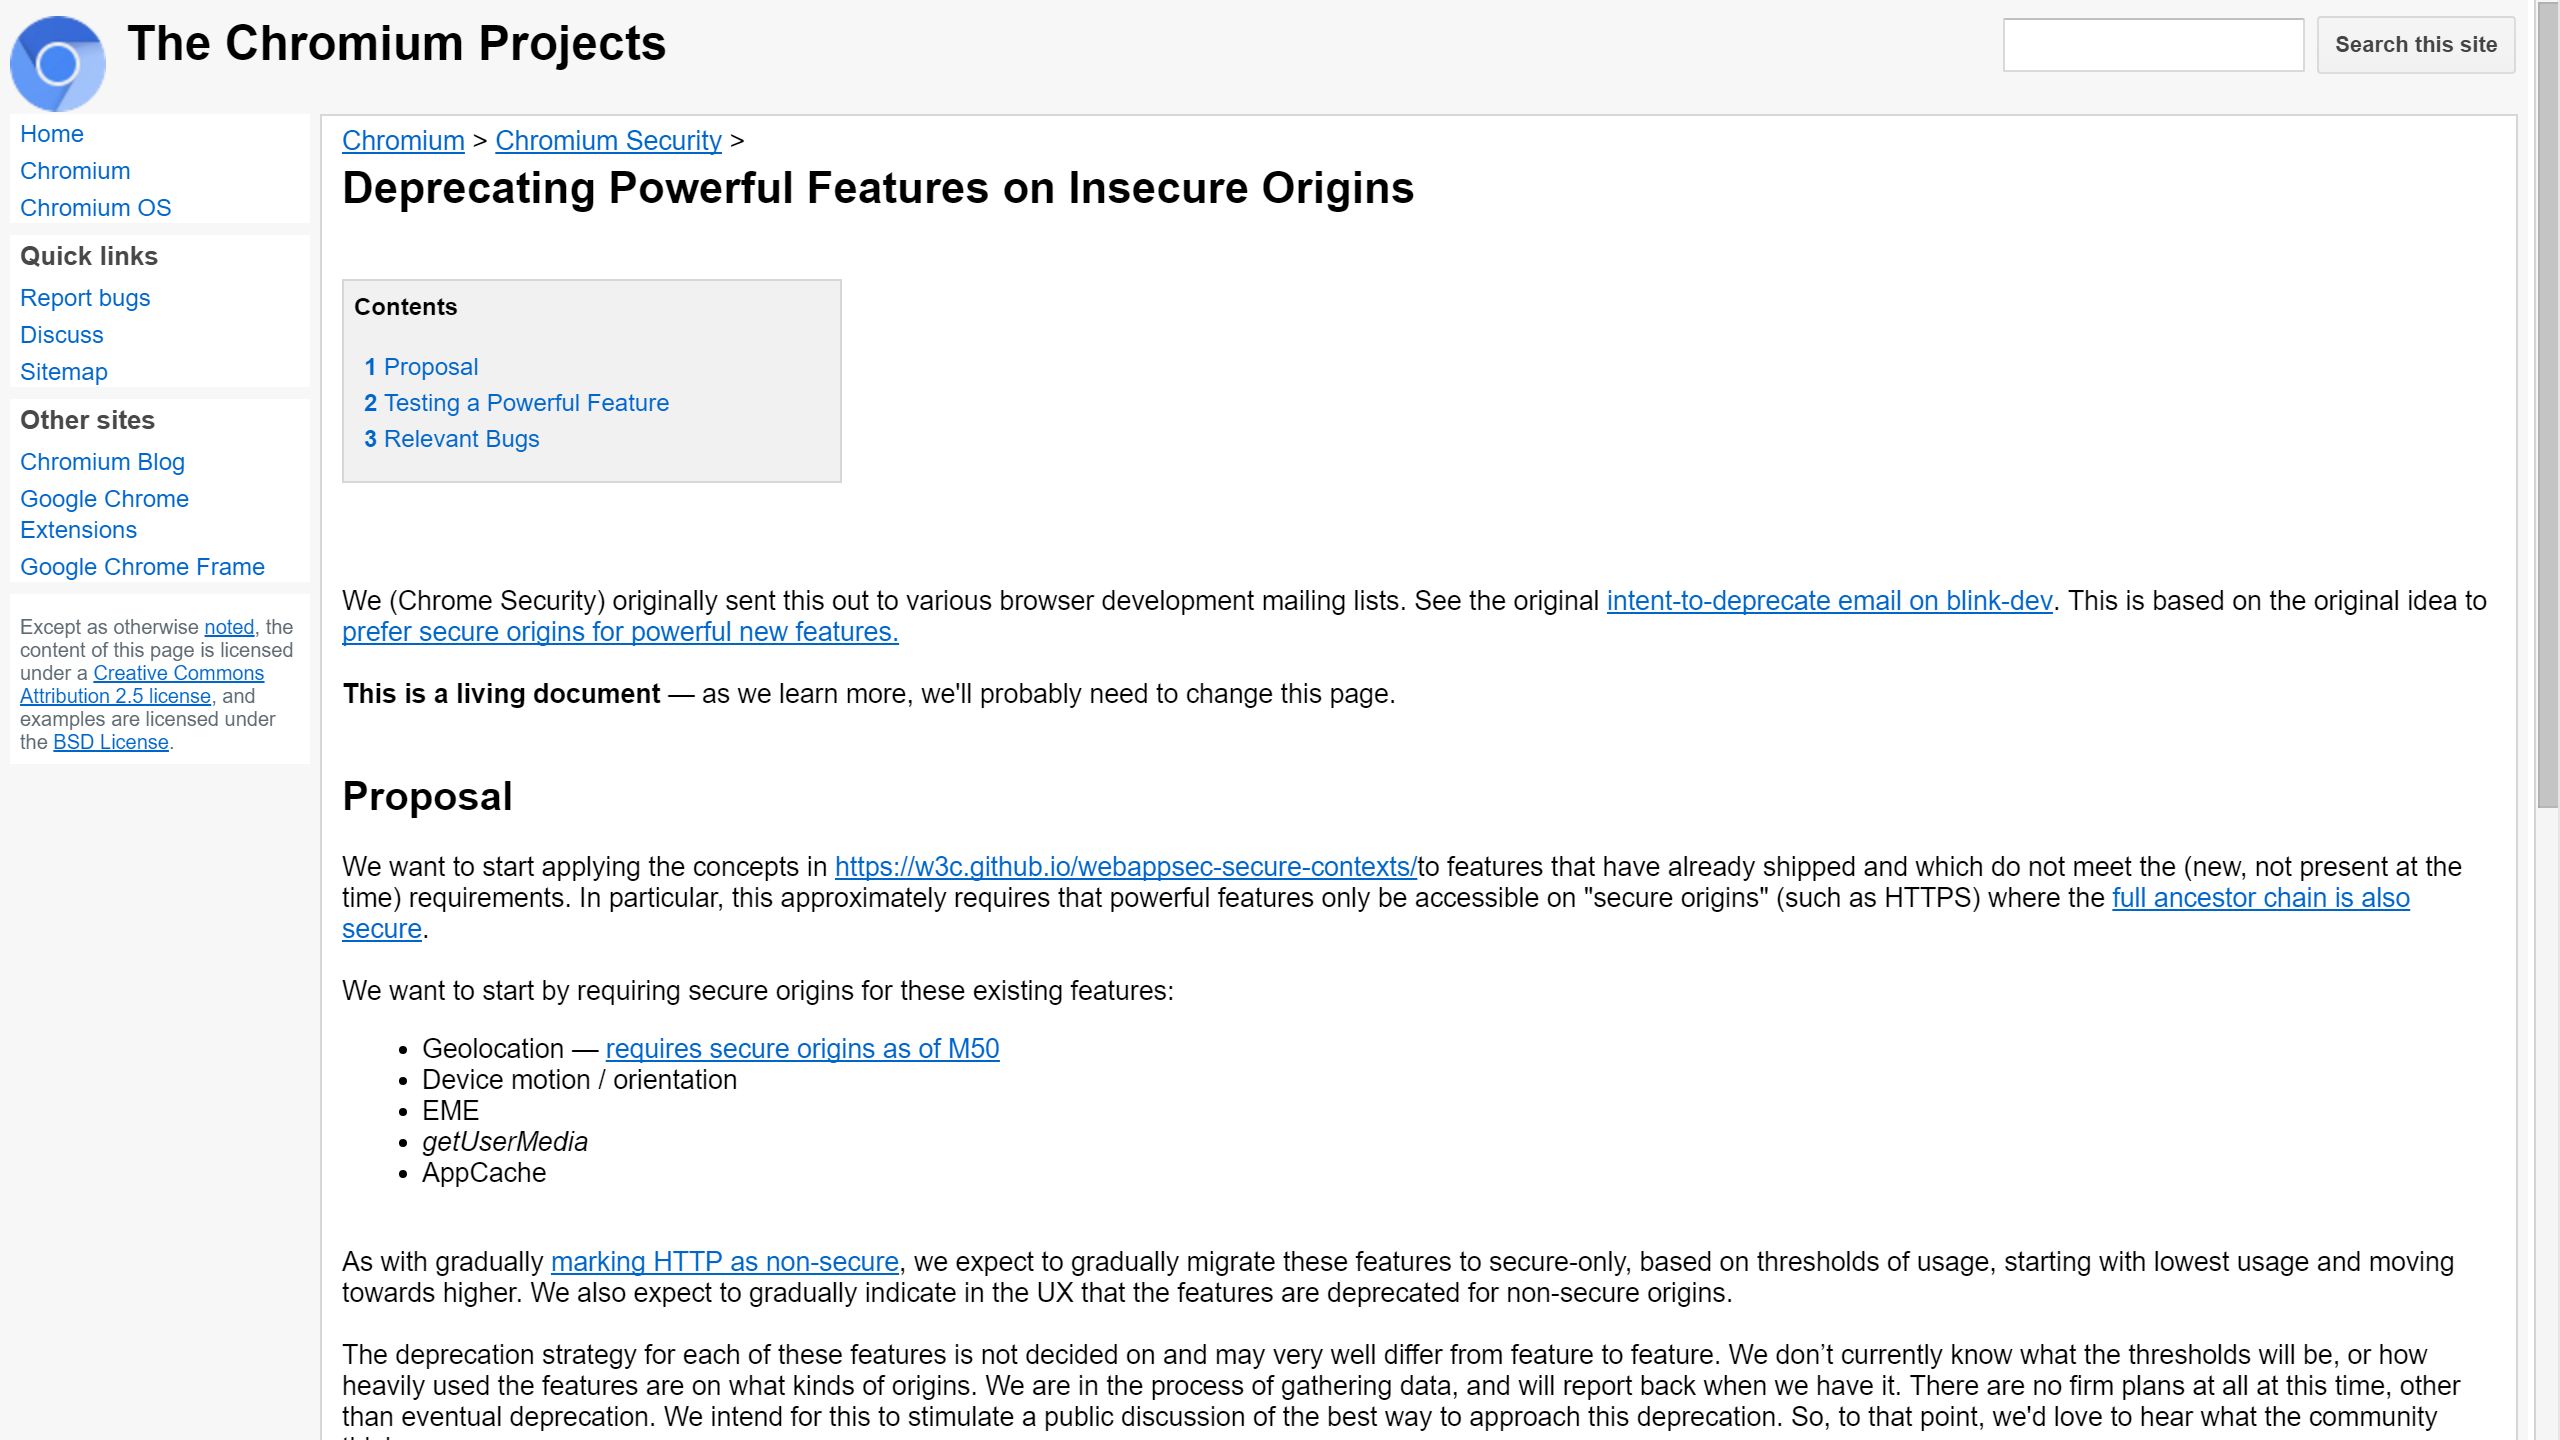 The Chromium Projects
Search this site
Home
Chromium
Chromium OS
Quick links
Report bugs
Discuss
Sitemap
Other sites
Chromium Blog
Google Chrome
Extensions
Google Chrome Frame
Except as otherwise noted, the
content of this page is licensed
under a Creative Commons
Attribution 2.5 license, and
examples are licensed under
the BSD License.
Chromium > Chromium Security >
Deprecating Powerful Features on Insecure Origins
Contents
1 Proposal
2 Testing a Powerful Feature
3 Relevant Bugs
We (Chrome Security) originally sent this out to various browser development mailing lists. See the original intent-to-deprecate email on blink-dev. This is based on the original idea to
prefer secure origins for powerful new features.
This is a living document — as we learn more, we'll probably need to change this page.
Proposal
We want to start applying the concepts in https://w3c.github.io/webappsec-secure-contexts/to features that have already shipped and which do not meet the (new, not present at the
time) requirements. In particular, this approximately requires that powerful features only be accessible on "secure origins" (such as HTTPS) where the full ancestor chain is also
secure.
We want to start by requiring secure origins for these existing features:
• Geolocation — requires secure origins as of M50
• Device motion / orientation
• EME
• getUserMedia
• AppCache
As with gradually marking HTTP as non-secure, we expect to gradually migrate these features to secure-only, based on thresholds of usage, starting with lowest usage and moving
towards higher. We also expect to gradually indicate in the UX that the features are deprecated for non-secure origins.
The deprecation strategy for each of these features is not decided on and may very well differ from feature to feature. We don’t currently know what the thresholds will be, or how
heavily used the features are on what kinds of origins. We are in the process of gathering data, and will report back when we have it. There are no firm plans at all at this time, other
than eventual deprecation. We intend for this to stimulate a public discussion of the best way to approach this deprecation. So, to that point, we'd love to hear what the community